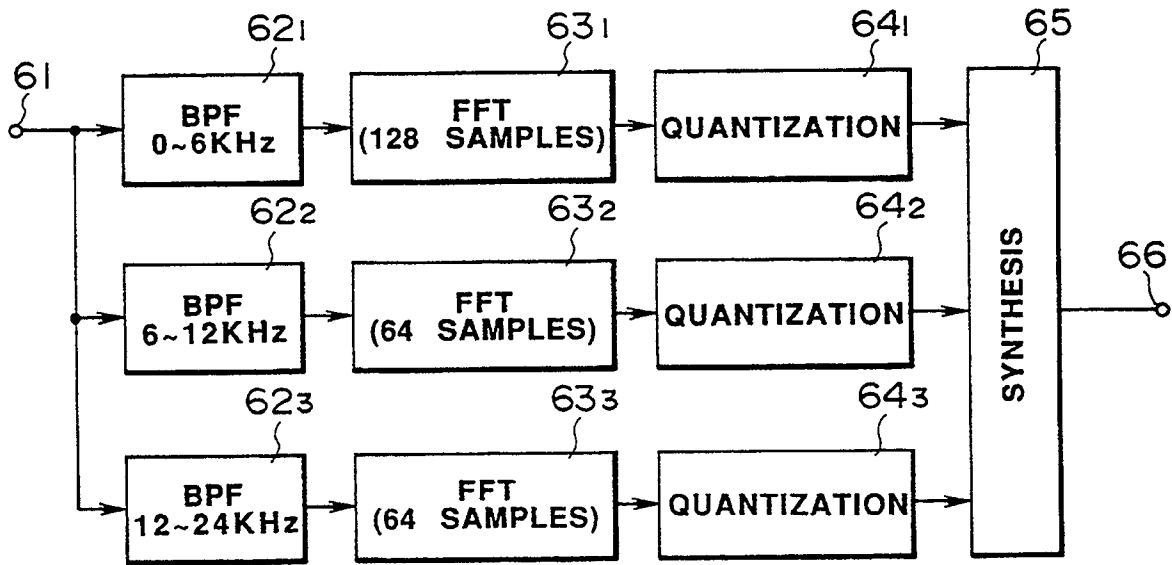 61
62₁
BPF
0~6KHz
63₁
FFT
(128 SAMPLES)
64₁
QUANTIZATION
65
SYNTHESIS
62₂
BPF
6~12KHz
63₂
FFT
(64 SAMPLES)
64₂
QUANTIZATION
66
62₃
BPF
12~24KHz
63₃
FFT
(64 SAMPLES)
64₃
QUANTIZATION